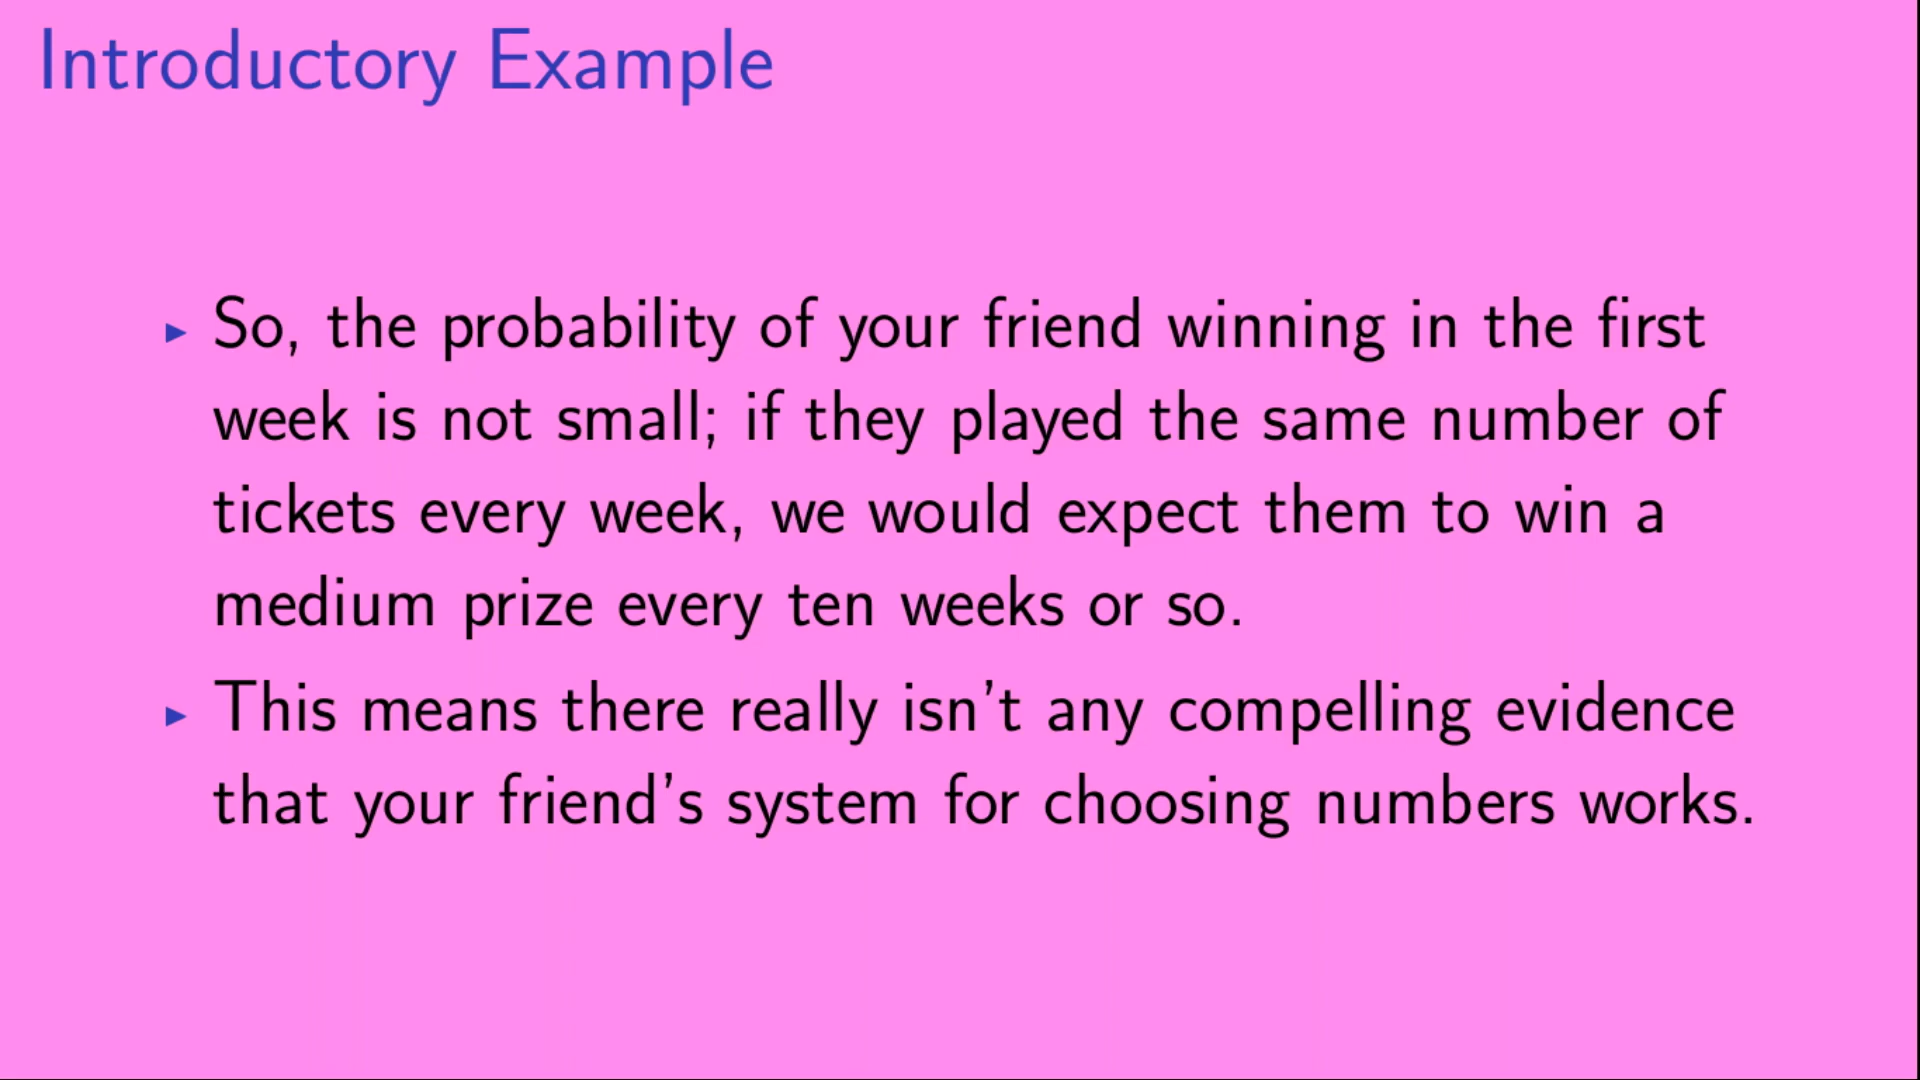 Introductory Example
▶ So, the probability of your friend winning in the first
week is not small; if they played the same number of
tickets every week, we would expect them to win a
medium prize every ten weeks or so.
▶ This means there really isn't any compelling evidence
that your friend's system for choosing numbers works.